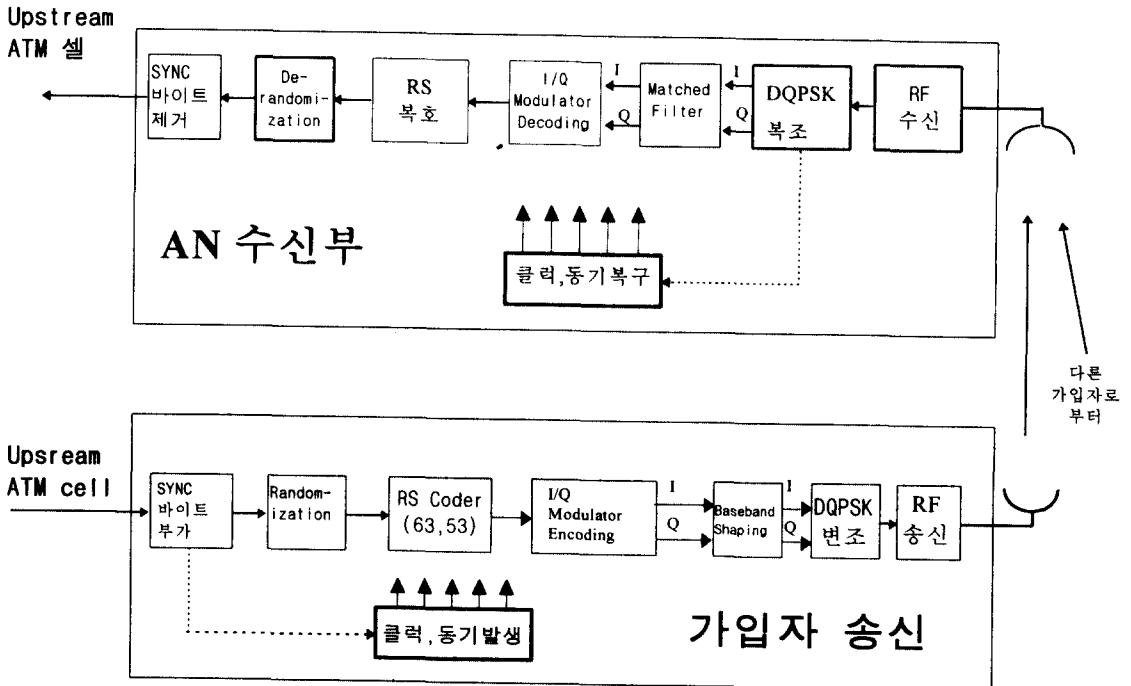 Upstream
ATM 셀
SYNC
바이트
제거
De-
randomi-
zation
RS
복호
I/Q
Modulator
Decoding
I
Q
Matched
Filter
I
Q
DQPSK
복조
RF
수신
AN 수신부
클럭,동기복구
다른
가입자로
부터
Upsream
ATM cell
SYNC
바이트
부가
Random-
ization
RS Coder
(63,53)
I/Q
Modulator
Encoding
I
Q
Baseband
Shaping
I
Q
DQPSK
변조
RF
송신
클럭,동기발생
가입자 송신